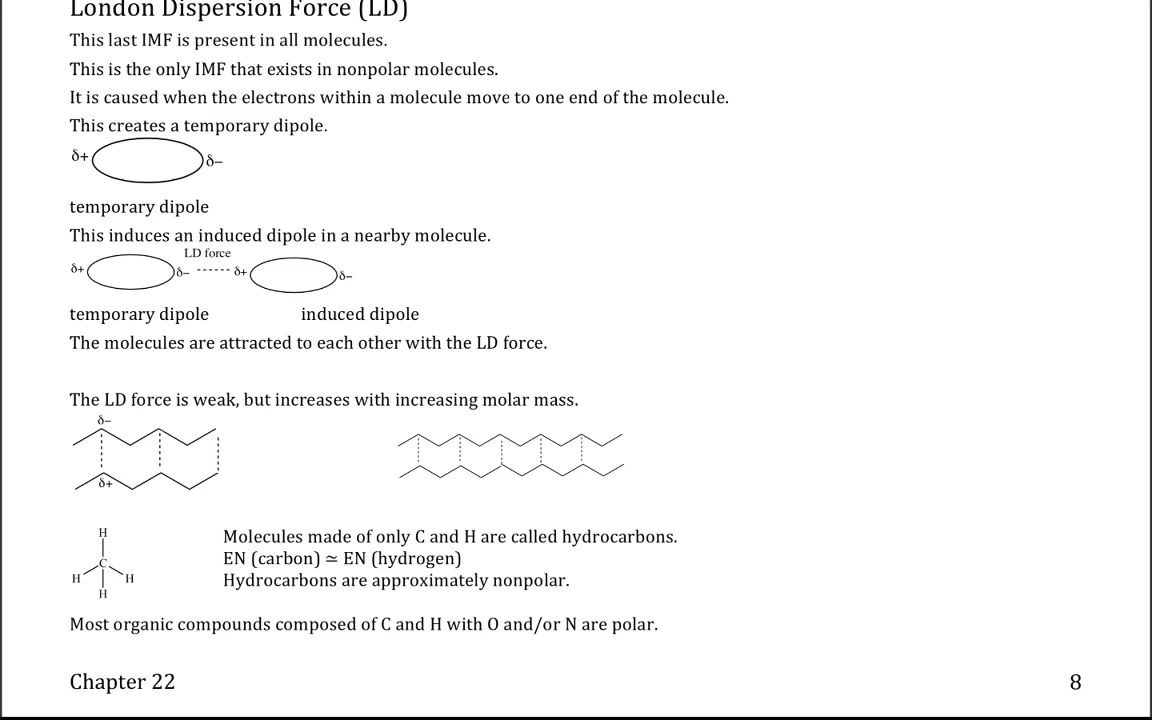 London Dispersion Force (LD)
This last IMF is present in all molecules.
This is the only IMF that exists in nonpolar molecules.
It is caused when the electrons within a molecule move to one end of the molecule.
This creates a temporary dipole.
δ+ δ–
temporary dipole
This induces an induced dipole in a nearby molecule.
LD force
δ+ δ– δ+ δ–
temporary dipole induced dipole
The molecules are attracted to each other with the LD force.
The LD force is weak, but increases with increasing molar mass.
δ–
δ+
H
C
H H
H
Molecules made of only C and H are called hydrocarbons.
EN (carbon) ≃ EN (hydrogen)
Hydrocarbons are approximately nonpolar.
Most organic compounds composed of C and H with O and/or N are polar.
Chapter 22 8